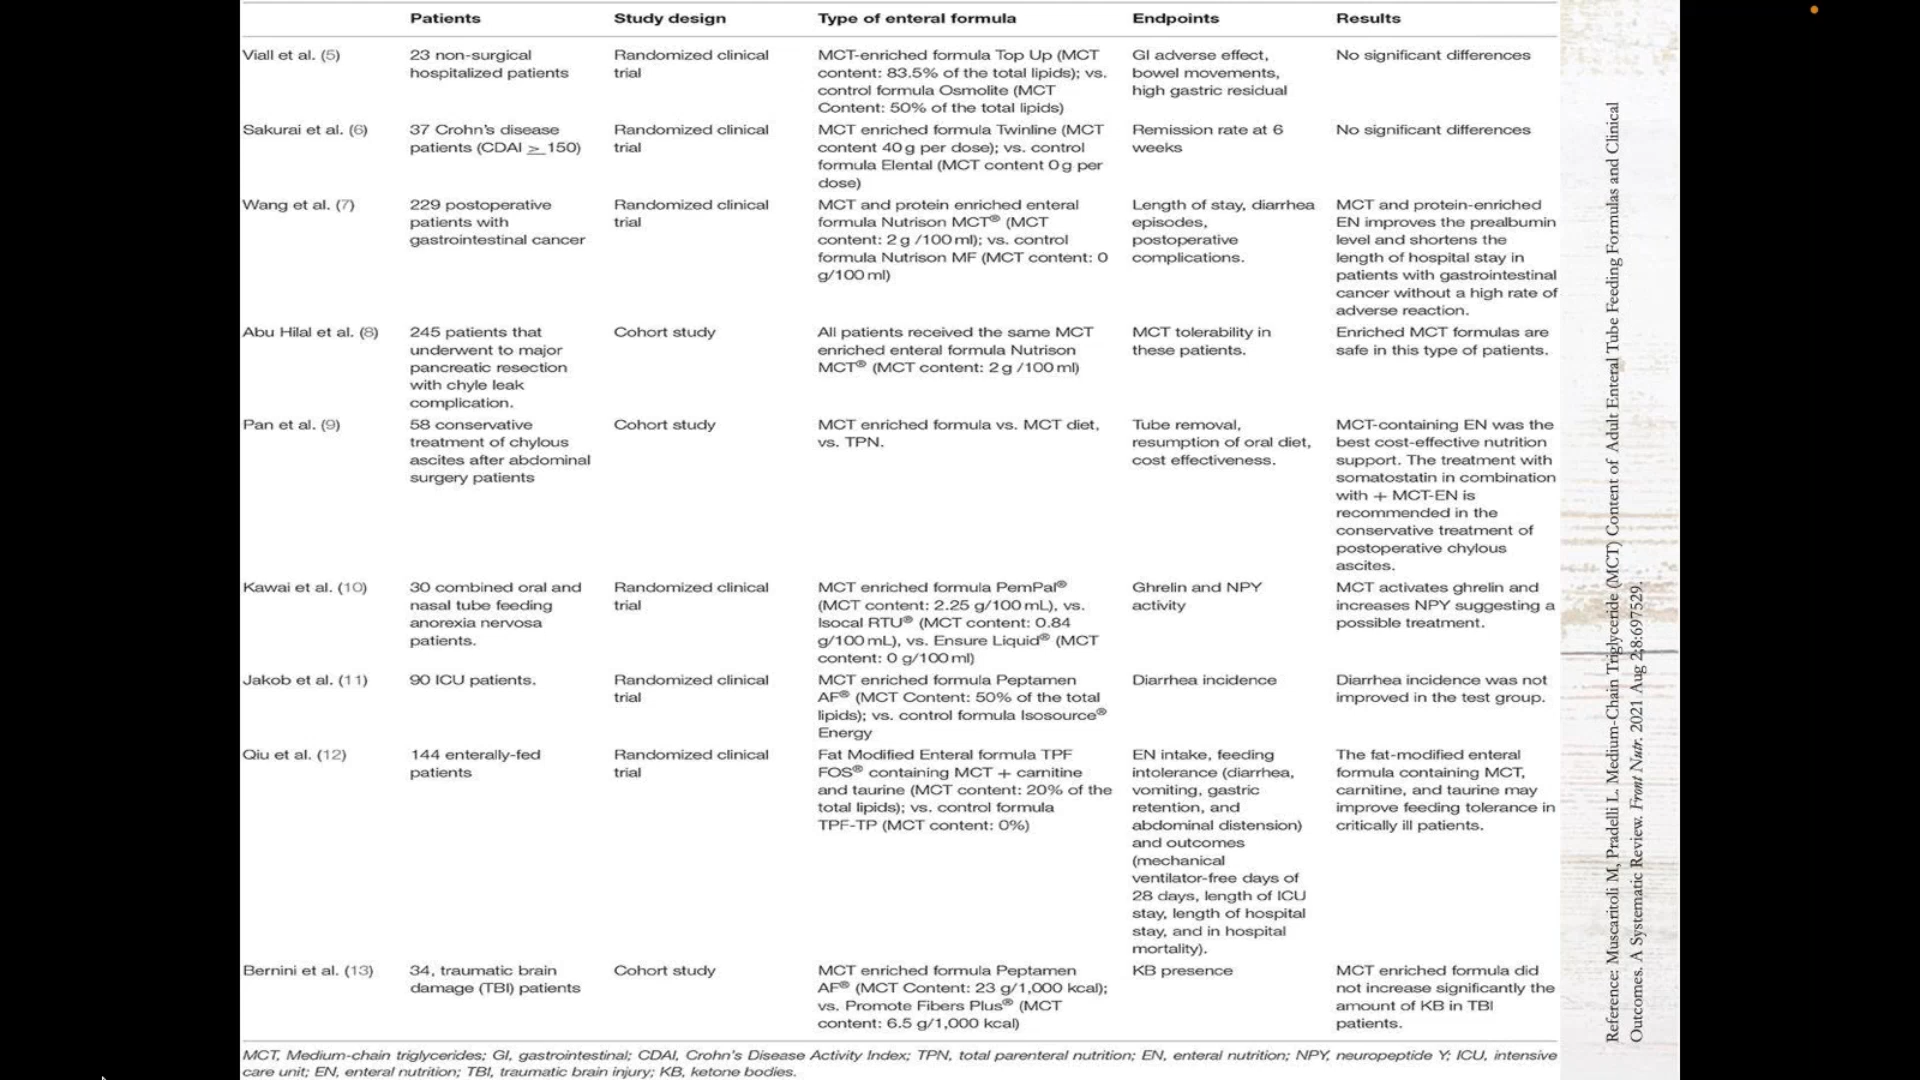 Patients Study design Type of enteral formula Endpoints Results
Viall et al. (5) 23 non-surgical Randomized clinical MCT-enriched formula Top Up (MCT GI adverse effect, No significant differences
hospitalized patients trial content: 83.5% of the total lipids); vs. bowel movements,
control formula Osmolite (MCT high gastric residual
Content: 50% of the total lipids)
Sakurai et al. (6) 37 Crohn's disease Randomized clinical MCT enriched formula Twinline (MCT Remission rate at 6 No significant differences
patients (CDAI ≥ 150) trial content 40 g per dose); vs. control weeks
formula Elental (MCT content 0 g per
dose)
Wang et al. (7) 229 postoperative Randomized clinical MCT and protein enriched enteral Length of stay, diarrhea MCT and protein-enriched
patients with trial formula Nutrison MCT® (MCT episodes, EN improves the prealbumin
gastrointestinal cancer content: 2 g /100 ml); vs. control postoperative level and shortens the
formula Nutrison MF (MCT content: 0 complications. length of hospital stay in
g/100 ml) patients with gastrointestinal
cancer without a high rate of
adverse reaction.
Abu Hilal et al. (8) 245 patients that Cohort study All patients received the same MCT MCT tolerability in Enriched MCT formulas are
underwent to major enriched enteral formula Nutrison these patients. safe in this type of patients.
pancreatic resection MCT® (MCT content: 2 g /100 ml)
with chyle leak
complication.
Pan et al. (9) 58 conservative Cohort study MCT enriched formula vs. MCT diet, Tube removal, MCT-containing EN was the
treatment of chylous vs. TPN. resumption of oral diet, best cost-effective nutrition
ascites after abdominal cost effectiveness. support. The treatment with
surgery patients somatostatin in combination
with + MCT-EN is
recommended in the
conservative treatment of
postoperative chylous
ascites.
Kawai et al. (10) 30 combined oral and Randomized clinical MCT enriched formula PemPal® Ghrelin and NPY MCT activates ghrelin and
nasal tube feeding trial (MCT content: 2.25 g/100 mL), vs. activity increases NPY suggesting a
anorexia nervosa Isocal RTU® (MCT content: 0.84 possible treatment.
patients. g/100 mL), vs. Ensure Liquid® (MCT
content: 0 g/100 ml)
Jakob et al. (11) 90 ICU patients. Randomized clinical MCT enriched formula Peptamen Diarrhea incidence Diarrhea incidence was not
trial AF® (MCT Content: 50% of the total improved in the test group.
lipids); vs. control formula Isosource®
Energy
Qiu et al. (12) 144 enterally-fed Randomized clinical Fat Modified Enteral formula TPF EN intake, feeding The fat-modified enteral
patients trial FOS® containing MCT + carnitine intolerance (diarrhea, formula containing MCT,
and taurine (MCT content: 20% of the vomiting, gastric carnitine, and taurine may
total lipids); vs. control formula retention, and improve feeding tolerance in
TPF-TP (MCT content: 0%) abdominal distension) critically ill patients.
and outcomes
(mechanical
ventilator-free days of
28 days, length of ICU
stay, length of hospital
stay, and in hospital
mortality).
Bernini et al. (13) 34, traumatic brain Cohort study MCT enriched formula Peptamen KB presence MCT enriched formula did
damage (TBI) patients AF® (MCT Content: 23 g/1,000 kcal); not increase significantly the
vs. Promote Fibers Plus® (MCT amount of KB in TBI
content: 6.5 g/1,000 kcal) patients.
MCT, Medium-chain triglycerides; GI, gastrointestinal; CDAI, Crohn's Disease Activity Index; TPN, total parenteral nutrition; EN, enteral nutrition; NPY, neuropeptide Y; ICU, intensive
care unit; EN, enteral nutrition; TBI, traumatic brain injury; KB, ketone bodies.
Reference: Muscaritoli M, Pradelli L. Medium-Chain Triglyceride (MCT) Content of Adult Enteral Tube Feeding Formulas and Clinical
Outcomes. A Systematic Review. Front Nutr. 2021 Aug 2;8:697529.